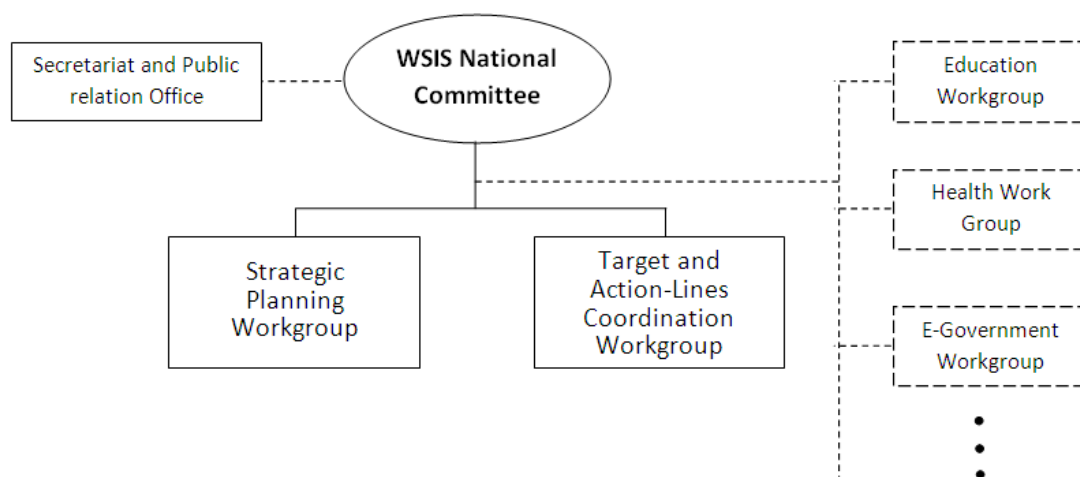 Secretariat and Public
relation Office
WSIS National
Committee
Education
Workgroup
Health Work
Group
Strategic
Planning
Workgroup
Target and
Action-Lines
Coordination
Workgroup
E-Government
Workgroup